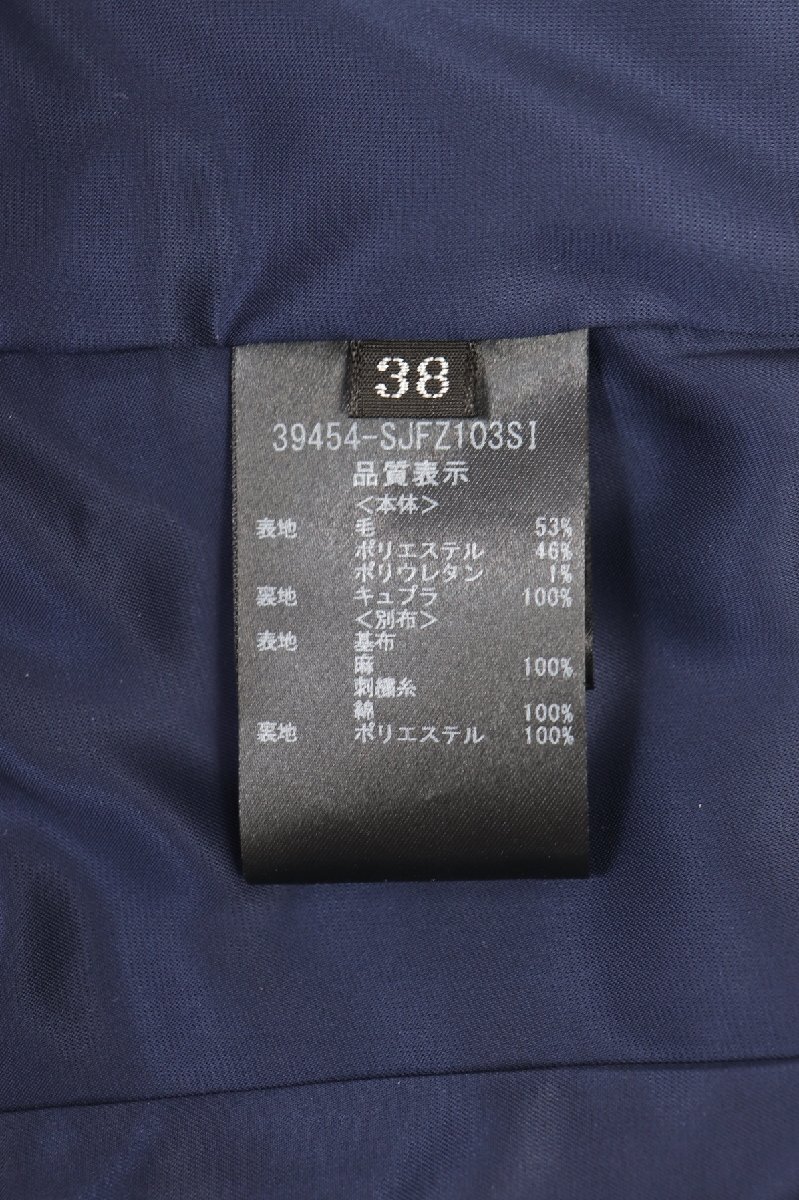 38
39454-SJFZ103SI
品質表示
<本体>
表地 毛 53%
ポリエステル 46%
ポリウレタン 1%
裏地 キュプラ 100%
<別布>
表地 基布
麻 100%
刺繍糸
綿 100%
裏地 ポリエステル 100%